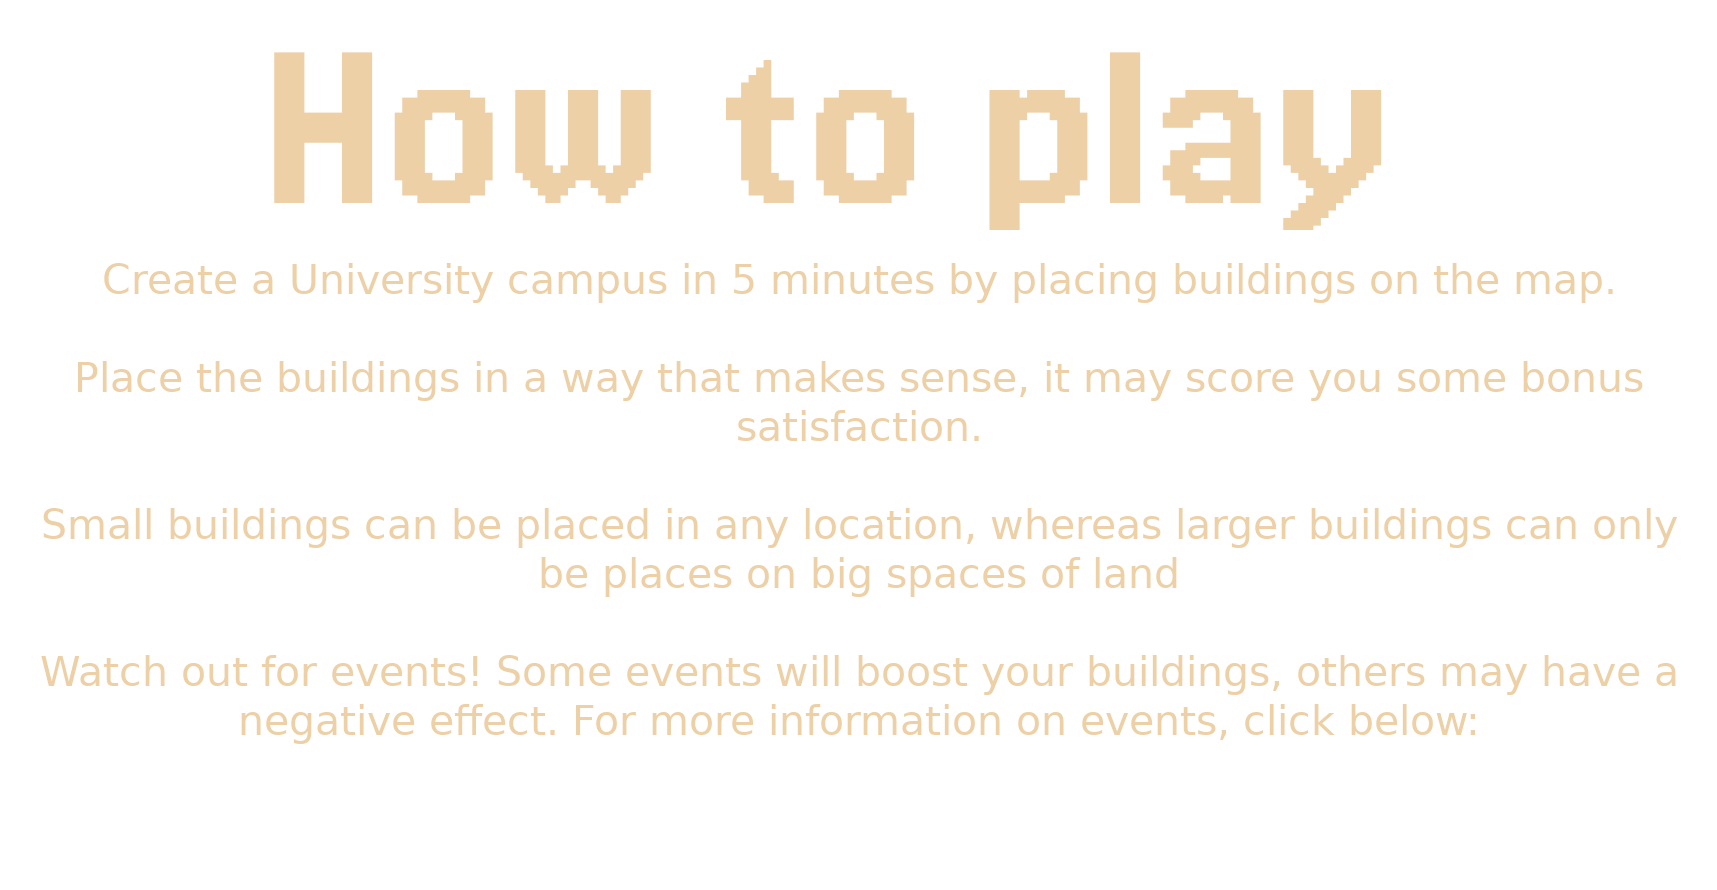 How to play
Create a University campus in 5 minutes by placing buildings on the map.
Place the buildings in a way that makes sense, it may score you some bonus
satisfaction.
Small buildings can be placed in any location, whereas larger buildings can only
be places on big spaces of land
Watch out for events! Some events will boost your buildings, others may have a
negative effect. For more information on events, click below: